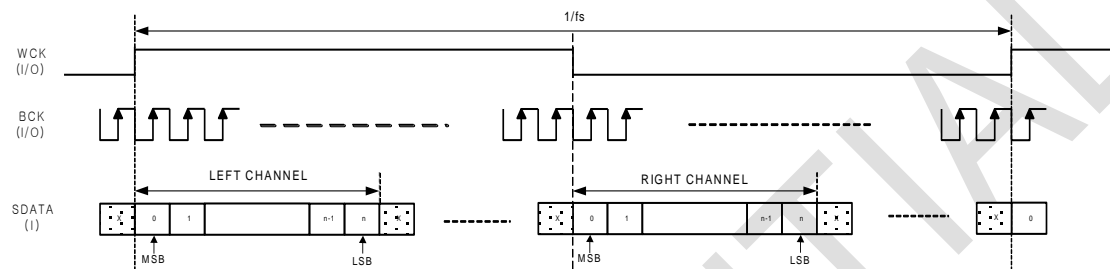 1/fs
WCK
(I/O)
BCK
(I/O)
LEFT CHANNEL
RIGHT CHANNEL
SDATA
(I)
X 0 1 n-1 n X X 0 1 n-1 n X X 0
MSB LSB MSB LSB
TIAL